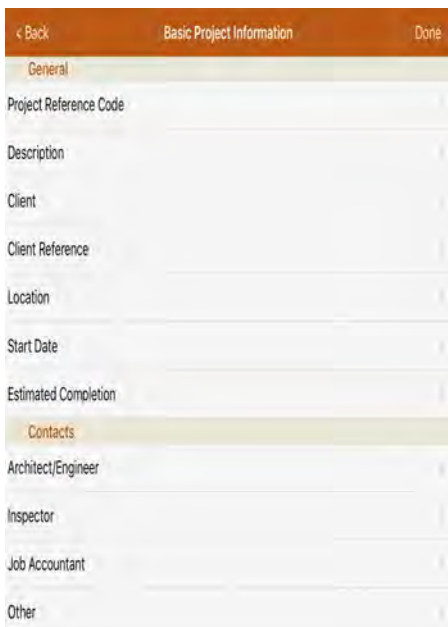 < Back Basic Project Information Done
General
Project Reference Code
Description
Client
Client Reference
Location
Start Date
Estimated Completion
Contacts
Architect/Engineer
Inspector
Job Accountant
Other